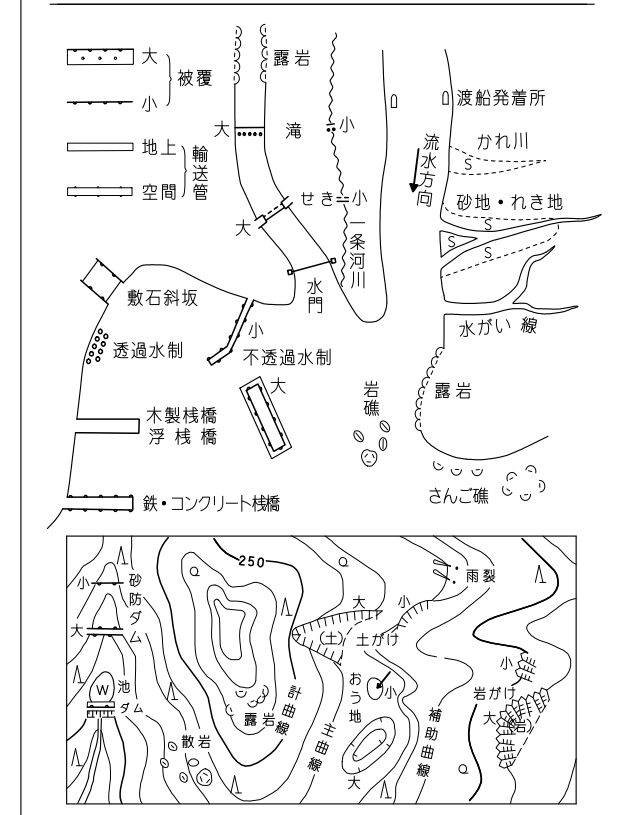 大
被覆
小
地上
輸送管
空間
露岩
大
滝
小
渡船発着所
流水方向
かれ川
S
砂地・れき地
S
S
S
せき
小
大
一条河川
水門
水がい線
敷石斜坂
透過水制
小
不透過水制
大
岩礁
露岩
木製桟橋
浮桟橋
さんご礁
鉄・コンクリート桟橋
250
小
砂防ダム
大
W
池
ダム
散岩
露岩
計曲線
主曲線
大
小
(土)
土がけ
雨裂
おう地
小
大
補助曲線
小
岩がけ
大
(岩)